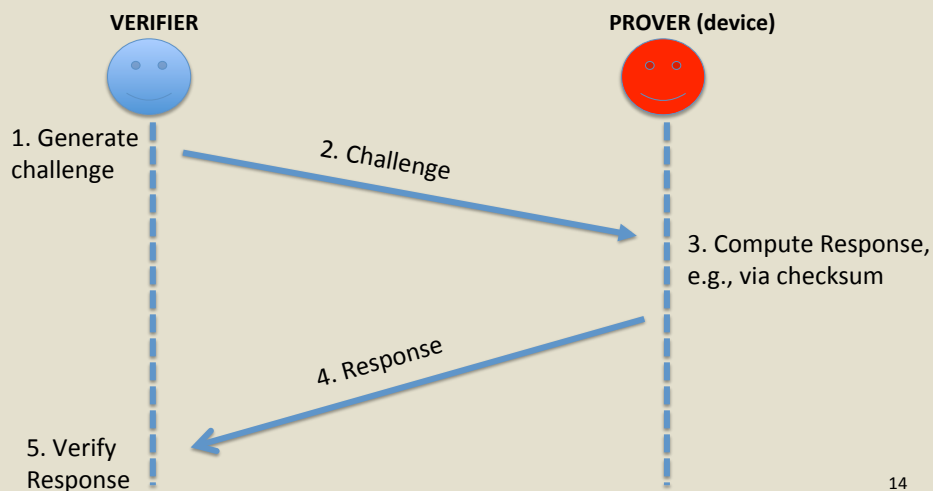 VERIFIER
PROVER (device)
1. Generate
challenge
2. Challenge
3. Compute Response,
e.g., via checksum
4. Response
5. Verify
Response
14